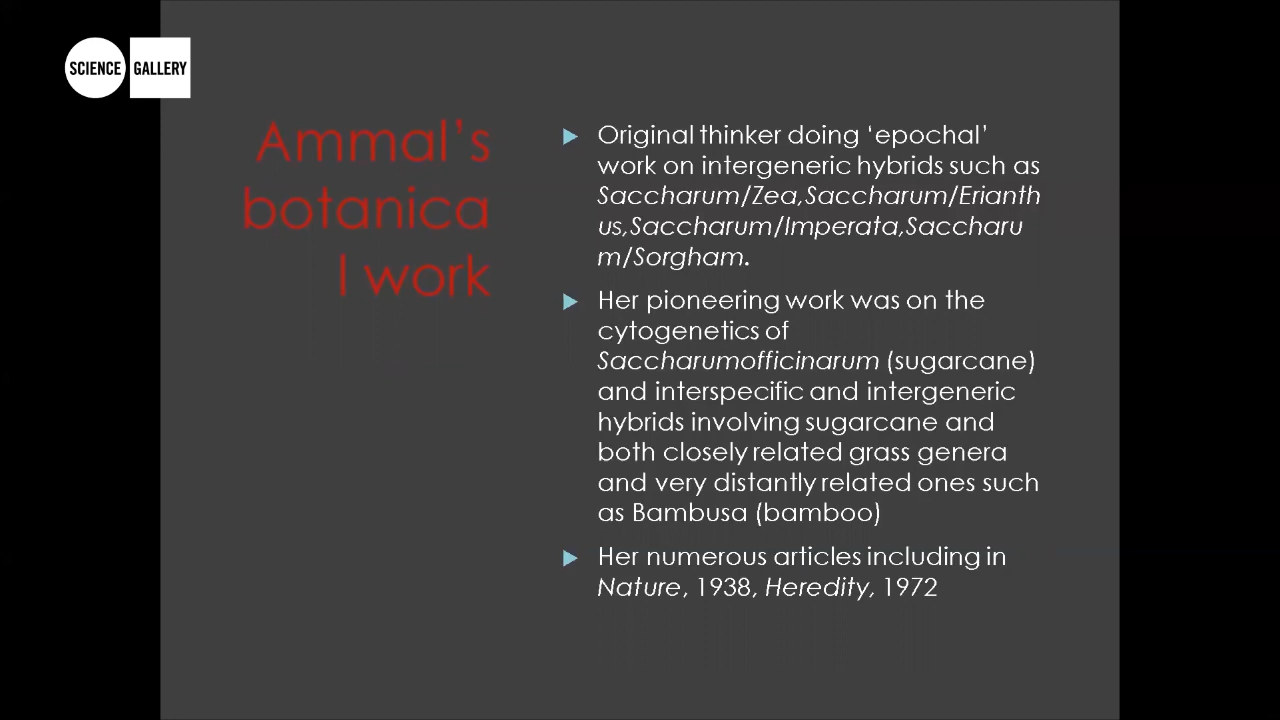 SCIENCE GALLERY
Ammal's
botanica
l work
Original thinker doing ‘epochal’
work on intergeneric hybrids such as
Saccharum/Zea,Saccharum/Erianth
us,Saccharum/Imperata,Saccharu
m/Sorgham.
Her pioneering work was on the
cytogenetics of
Saccharumofficinarum (sugarcane)
and interspecific and intergeneric
hybrids involving sugarcane and
both closely related grass genera
and very distantly related ones such
as Bambusa (bamboo)
Her numerous articles including in
Nature, 1938, Heredity, 1972